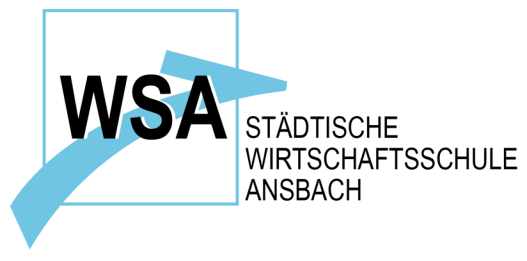 WSA
STÄDTISCHE
WIRTSCHAFTSSCHULE
ANSBACH